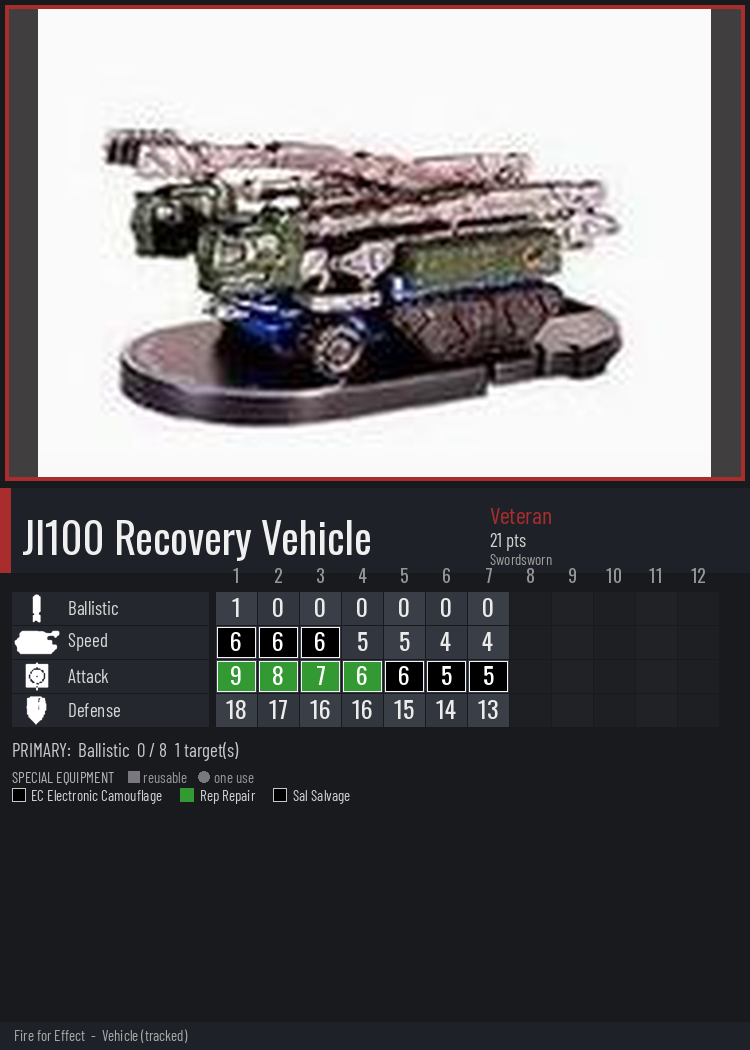 JI100 Recovery Vehicle
Veteran
21 pts
Swordsworn
1 2 3 4 5 6 7 8 9 10 11 12
Ballistic 1 0 0 0 0 0 0
Speed 6 6 6 5 5 4 4
Attack 9 8 7 6 6 5 5
Defense 18 17 16 16 15 14 13
PRIMARY: Ballistic 0 / 8 1 target(s)
SPECIAL EQUIPMENT reusable one use
EC Electronic Camouflage Rep Repair Sal Salvage
Fire for Effect - Vehicle (tracked)